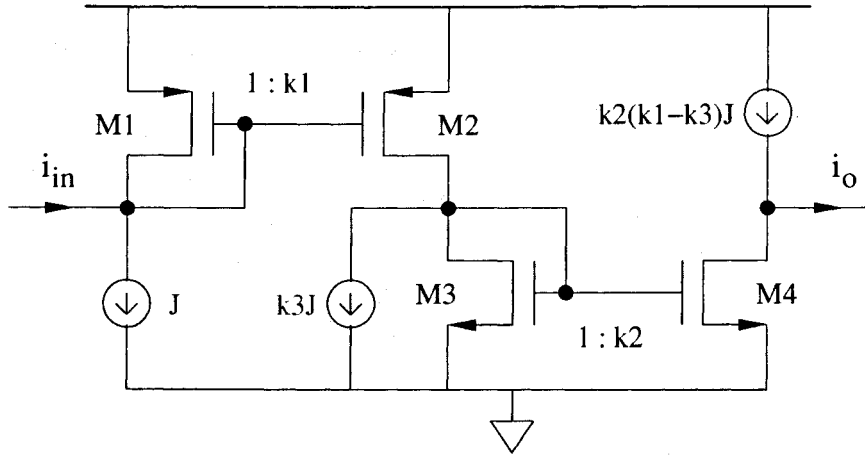 1 : k1
M1
M2
k2(k1−k3)J
i_in
i_o
J
k3J
M3
M4
1 : k2